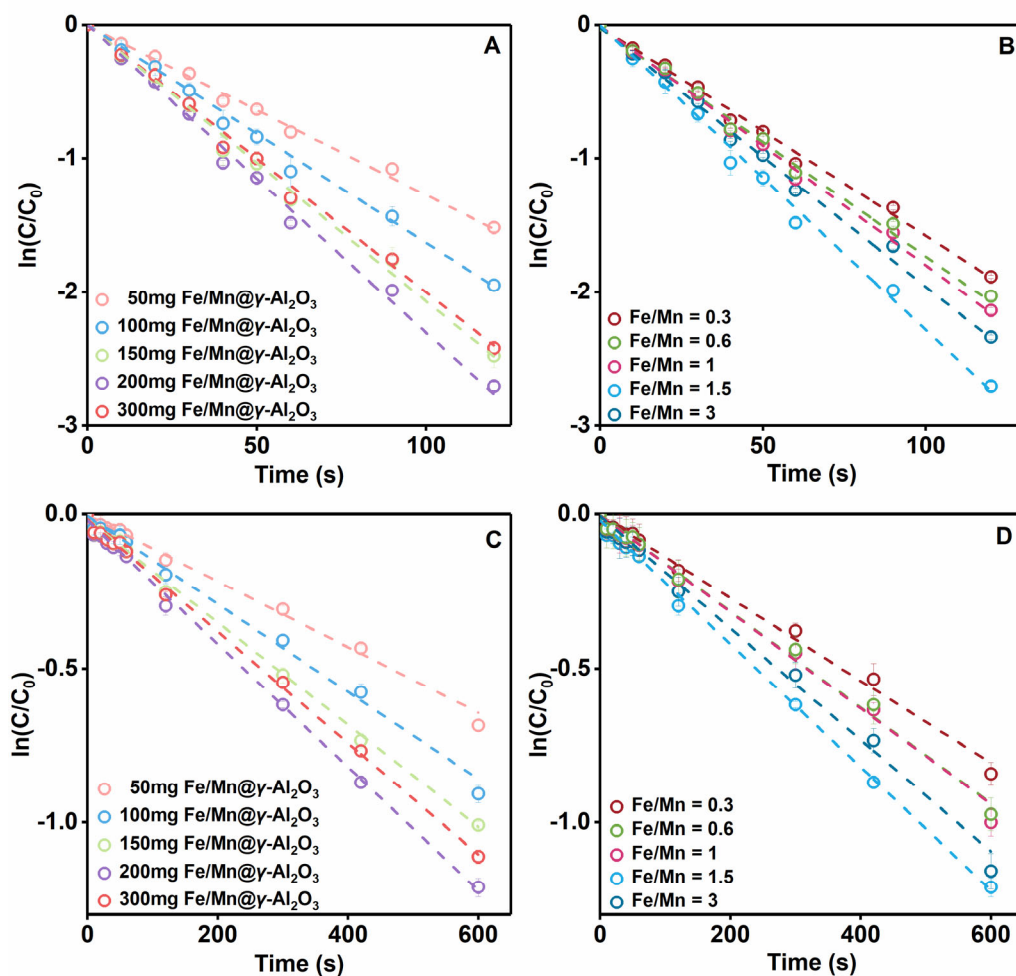 A
0
-1
-2
-3
ln(C/C₀)
50mg Fe/Mn@γ-Al₂O₃
100mg Fe/Mn@γ-Al₂O₃
150mg Fe/Mn@γ-Al₂O₃
200mg Fe/Mn@γ-Al₂O₃
300mg Fe/Mn@γ-Al₂O₃
0 50 100
Time (s)
B
0
-1
-2
-3
ln(C/C₀)
Fe/Mn = 0.3
Fe/Mn = 0.6
Fe/Mn = 1
Fe/Mn = 1.5
Fe/Mn = 3
0 50 100
Time (s)
C
0.0
-0.5
-1.0
ln(C/C₀)
50mg Fe/Mn@γ-Al₂O₃
100mg Fe/Mn@γ-Al₂O₃
150mg Fe/Mn@γ-Al₂O₃
200mg Fe/Mn@γ-Al₂O₃
300mg Fe/Mn@γ-Al₂O₃
0 200 400 600
Time (s)
D
0.0
-0.5
-1.0
ln(C/C₀)
Fe/Mn = 0.3
Fe/Mn = 0.6
Fe/Mn = 1
Fe/Mn = 1.5
Fe/Mn = 3
0 200 400 600
Time (s)